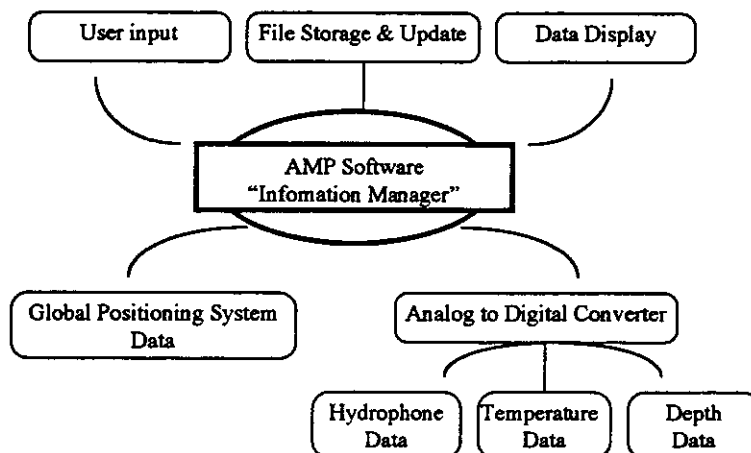 User input
File Storage & Update
Data Display
AMP Software
“Infomation Manager”
Global Positioning System
Data
Analog to Digital Converter
Hydrophone
Data
Temperature
Data
Depth
Data